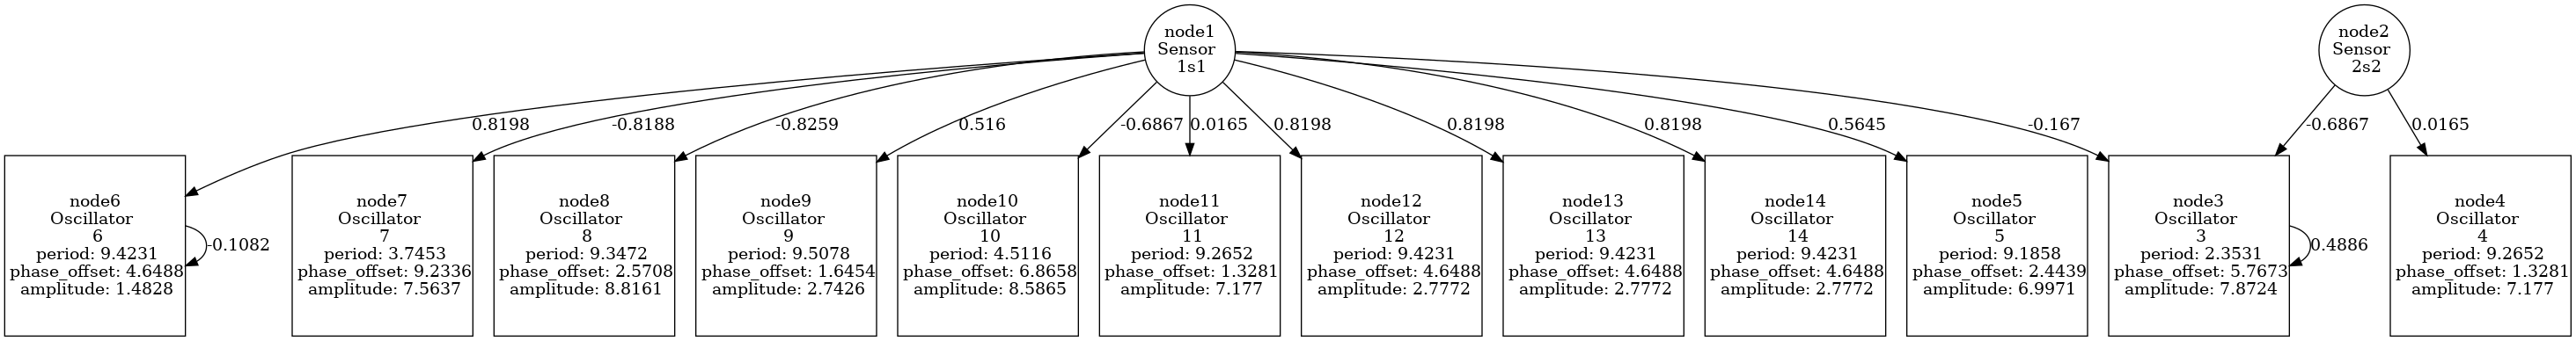 node1
Sensor
1s1
node2
Sensor
2s2
0.8198
-0.8188
-0.8259
0.516
-0.6867
0.0165
0.8198
0.8198
0.8198
0.5645
-0.167
-0.6867
0.0165
node6
Oscillator
6
period: 9.4231
phase_offset: 4.6488
amplitude: 1.4828
-0.1082
node7
Oscillator
7
period: 3.7453
phase_offset: 9.2336
amplitude: 7.5637
node8
Oscillator
8
period: 9.3472
phase_offset: 2.5708
amplitude: 8.8161
node9
Oscillator
9
period: 9.5078
phase_offset: 1.6454
amplitude: 2.7426
node10
Oscillator
10
period: 4.5116
phase_offset: 6.8658
amplitude: 8.5865
node11
Oscillator
11
period: 9.2652
phase_offset: 1.3281
amplitude: 7.177
node12
Oscillator
12
period: 9.4231
phase_offset: 4.6488
amplitude: 2.7772
node13
Oscillator
13
period: 9.4231
phase_offset: 4.6488
amplitude: 2.7772
node14
Oscillator
14
period: 9.4231
phase_offset: 4.6488
amplitude: 2.7772
node5
Oscillator
5
period: 9.1858
phase_offset: 2.4439
amplitude: 6.9971
node3
Oscillator
3
period: 2.3531
phase_offset: 5.7673
amplitude: 7.8724
0.4886
node4
Oscillator
4
period: 9.2652
phase_offset: 1.3281
amplitude: 7.177